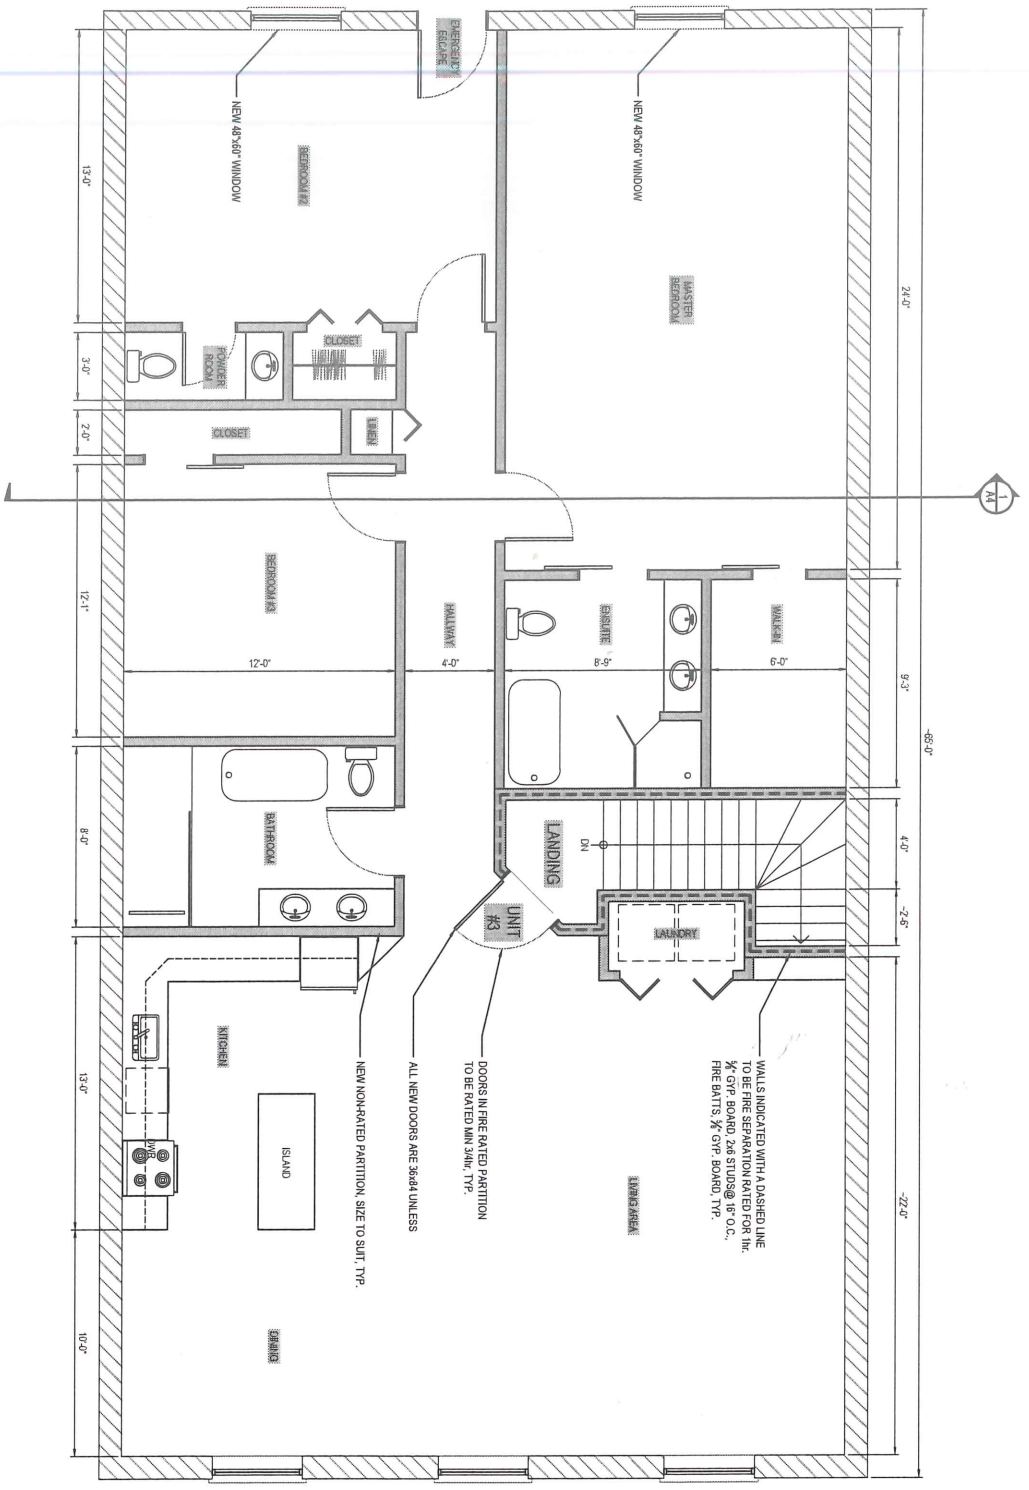 EMERGENCY
ESCAPE
NEW 48"x60" WINDOW
NEW 48"x60" WINDOW
BEDROOM #2
MASTER
BEDROOM
13'-0"
24'-0"
CLOSET
POWDER
ROOM
3'-0"
CLOSET
LINEN
2'-0"
1
A4
BEDROOM #3
HALLWAY
ENSUITE
WALK-IN
12'-1"
12'-0"
4'-0"
8'-9"
6'-0"
9'-3"
~65'-0"
BATHROOM
8'-0"
LANDING
DN
4'-0"
UNIT
#3
LAUNDRY
~2'-6"
KITCHEN
ISLAND
DW
13'-0"
NEW NON-RATED PARTITION, SIZE TO SUIT, TYP.
ALL NEW DOORS ARE 36x84 UNLESS
DOORS IN FIRE RATED PARTITION
TO BE RATED MIN 3/4hr, TYP.
WALLS INDICATED WITH A DASHED LINE
TO BE FIRE SEPARATION RATED FOR 1hr.
⅝" GYP. BOARD, 2x6 STUDS@ 16" O.C.,
FIRE BATTS, ⅝" GYP. BOARD, TYP.
LIVING AREA
~22'-0"
DINING
10'-0"